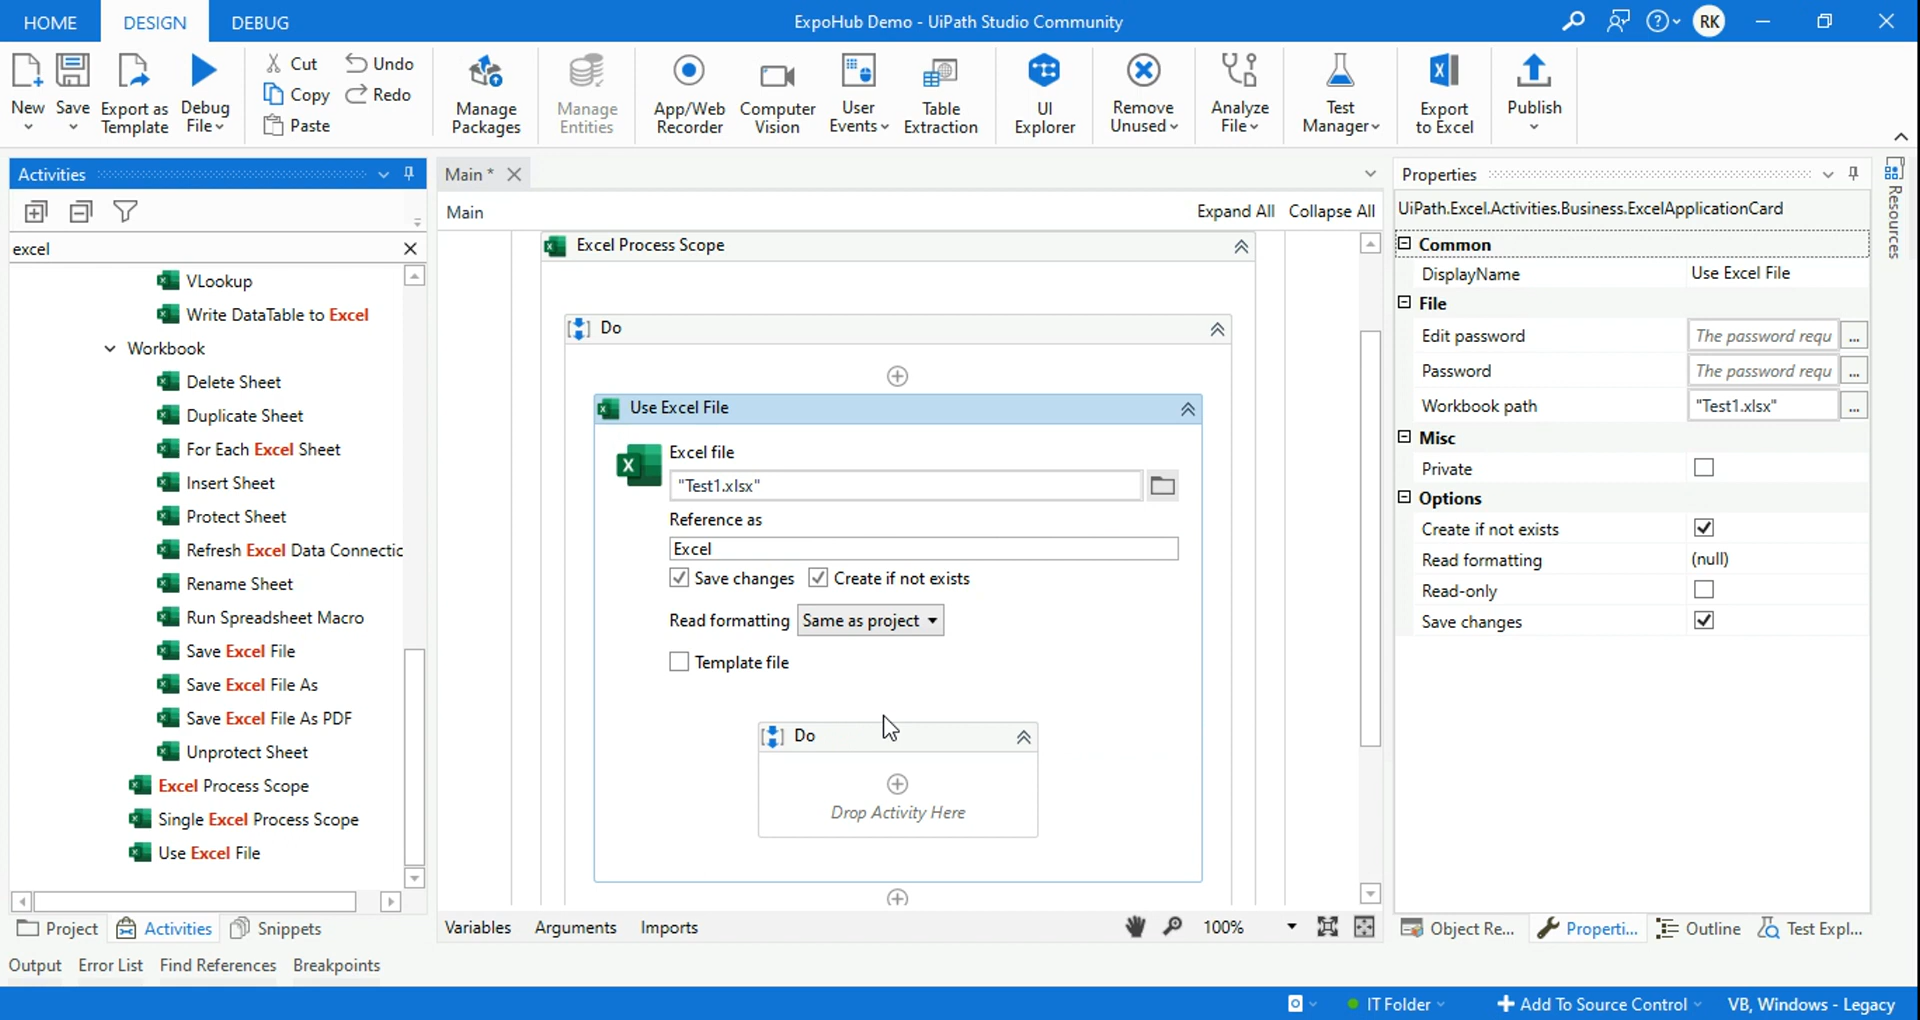 HOME
DESIGN
DEBUG
ExpoHub Demo - UiPath Studio Community
RK
New
Save
Export as
Template
Debug
File
Cut
Copy
Paste
Undo
Redo
Manage
Packages
Manage
Entities
App/Web
Recorder
Computer
Vision
User
Events
Table
Extraction
UI
Explorer
Remove
Unused
Analyze
File
Test
Manager
Export
to Excel
Publish
Activities
excel
VLookup
Write DataTable to Excel
Workbook
Delete Sheet
Duplicate Sheet
For Each Excel Sheet
Insert Sheet
Protect Sheet
Refresh Excel Data Connectic
Rename Sheet
Run Spreadsheet Macro
Save Excel File
Save Excel File As
Save Excel File As PDF
Unprotect Sheet
Excel Process Scope
Single Excel Process Scope
Use Excel File
Project
Activities
Snippets
Main *
Main
Expand All
Collapse All
Excel Process Scope
Do
Use Excel File
Excel file
"Test1.xlsx"
Reference as
Excel
Save changes
Create if not exists
Read formatting
Same as project
Template file
Do
Drop Activity Here
Variables
Arguments
Imports
100%
Properties
UiPath.Excel.Activities.Business.ExcelApplicationCard
Common
DisplayName
Use Excel File
File
Edit password
The password requ
...
Password
The password requ
...
Workbook path
"Test1.xlsx"
...
Misc
Private
Options
Create if not exists
Read formatting
(null)
Read-only
Save changes
Object Re...
Properti...
Outline
Test Expl...
Resources
Output
Error List
Find References
Breakpoints
IT Folder
Add To Source Control
VB, Windows - Legacy